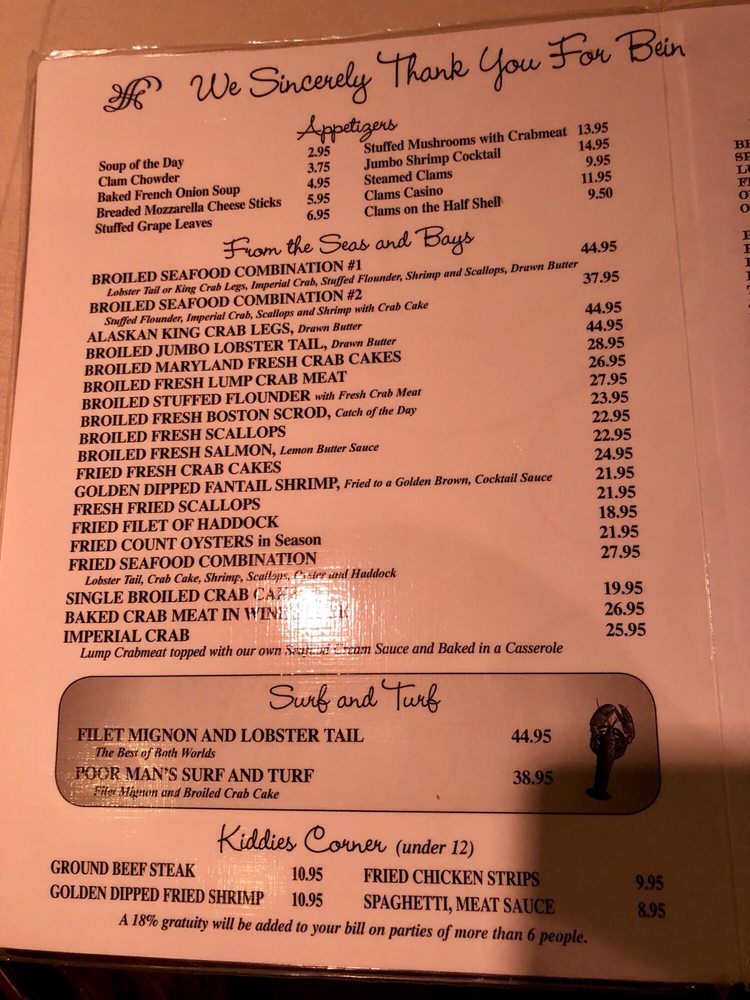 We Sincerely Thank You For Bein
Appetizers
Soup of the Day 2.95
Clam Chowder 3.75
Baked French Onion Soup 4.95
Breaded Mozzarella Cheese Sticks 5.95
Stuffed Grape Leaves 6.95
Stuffed Mushrooms with Crabmeat 13.95
Jumbo Shrimp Cocktail 14.95
Steamed Clams 9.95
Clams Casino 11.95
Clams on the Half Shell 9.50
From the Seas and Bays
BROILED SEAFOOD COMBINATION #1 44.95
Lobster Tail or King Crab Legs, Imperial Crab, Stuffed Flounder, Shrimp and Scallops, Drawn Butter
BROILED SEAFOOD COMBINATION #2 37.95
Stuffed Flounder, Imperial Crab, Scallops and Shrimp with Crab Cake
ALASKAN KING CRAB LEGS, Drawn Butter 44.95
BROILED JUMBO LOBSTER TAIL, Drawn Butter 44.95
BROILED MARYLAND FRESH CRAB CAKES 28.95
BROILED FRESH LUMP CRAB MEAT 26.95
BROILED STUFFED FLOUNDER with Fresh Crab Meat 27.95
BROILED FRESH BOSTON SCROD, Catch of the Day 23.95
BROILED FRESH SCALLOPS 22.95
BROILED FRESH SALMON, Lemon Butter Sauce 22.95
FRIED FRESH CRAB CAKES 24.95
GOLDEN DIPPED FANTAIL SHRIMP, Fried to a Golden Brown, Cocktail Sauce 21.95
FRESH FRIED SCALLOPS 21.95
FRIED FILET OF HADDOCK 18.95
FRIED COUNT OYSTERS in Season 21.95
FRIED SEAFOOD COMBINATION 27.95
Lobster Tail, Crab Cake, Shrimp, Scallops, Oyster and Haddock
SINGLE BROILED CRAB CAKE 19.95
BAKED CRAB MEAT IN WINE 26.95
IMPERIAL CRAB 25.95
Lump Crabmeat topped with our own Seafood Cream Sauce and Baked in a Casserole
Surf and Turf
FILET MIGNON AND LOBSTER TAIL 44.95
The Best of Both Worlds
POOR MAN'S SURF AND TURF 38.95
Filet Mignon and Broiled Crab Cake
Kiddies Corner (under 12)
GROUND BEEF STEAK 10.95
GOLDEN DIPPED FRIED SHRIMP 10.95
FRIED CHICKEN STRIPS 9.95
SPAGHETTI, MEAT SAUCE 8.95
A 18% gratuity will be added to your bill on parties of more than 6 people.